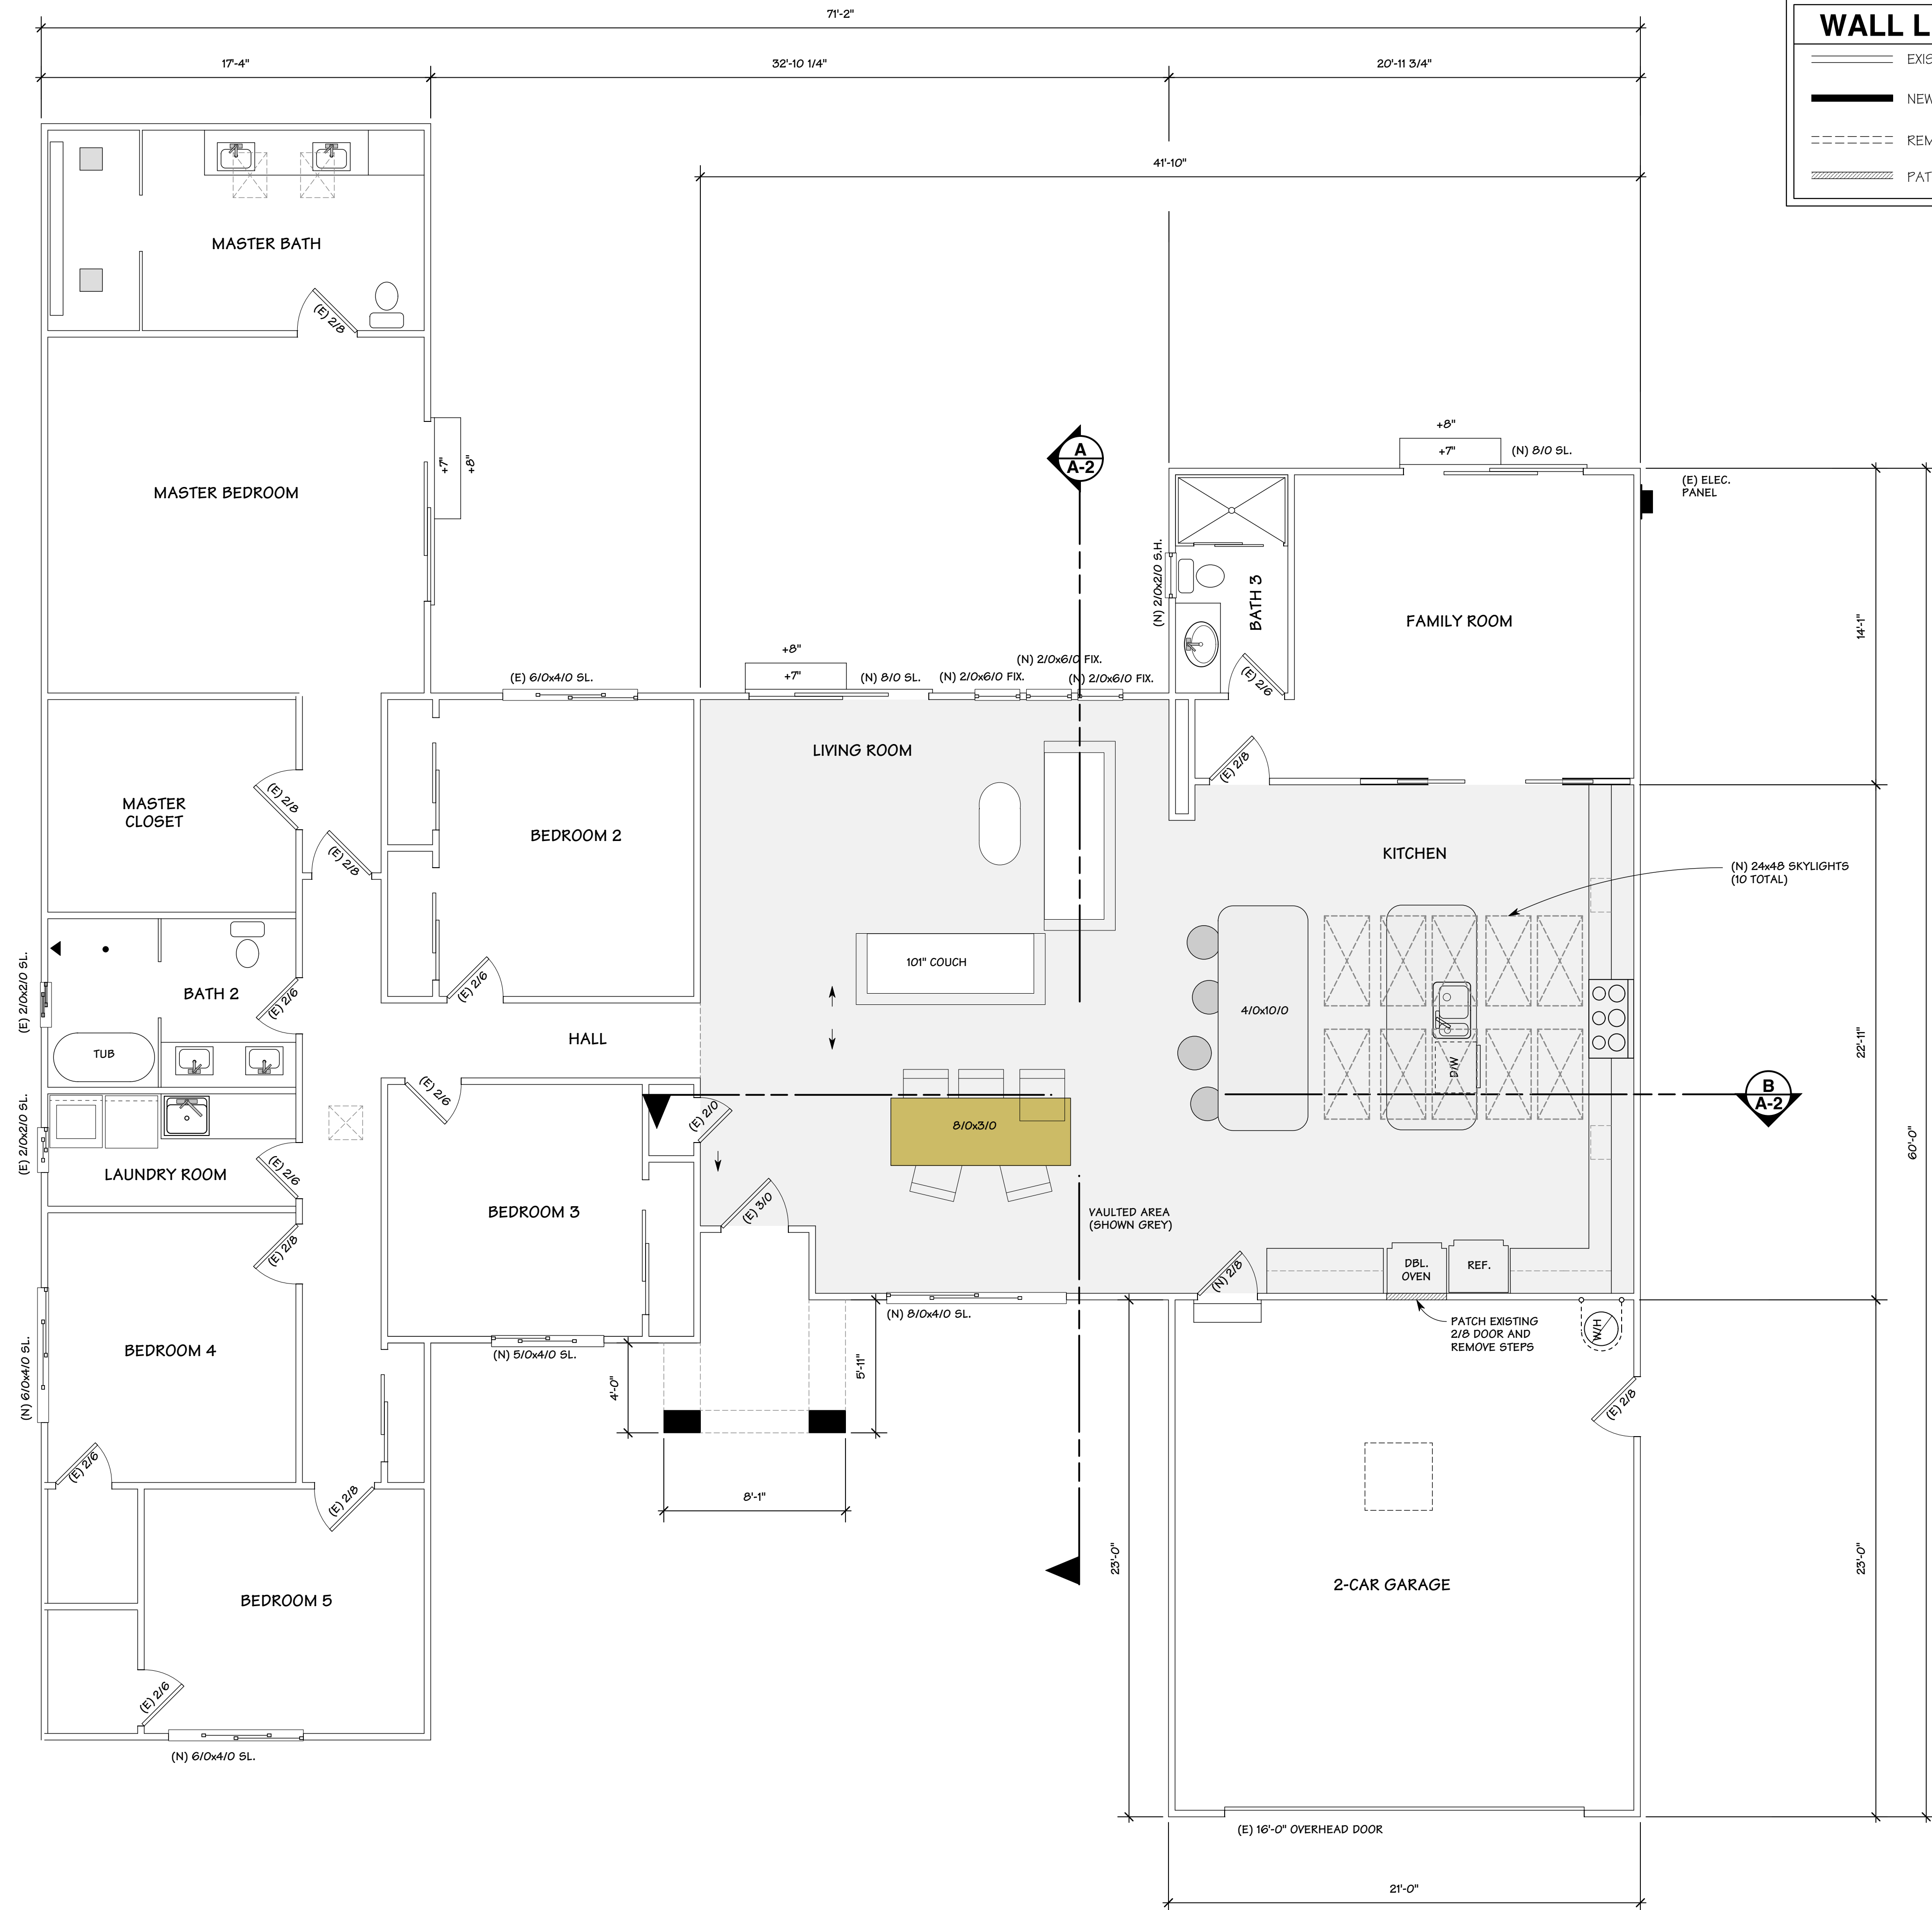 71'-2"
17'-4"
32'-10 1/4"
20'-11 3/4"
41'-10"
WALL L
EXIS
NEW
REM
PAT
MASTER BATH
(E) 2/8
MASTER BEDROOM
+7"
+8"
A
A-2
+8"
+7"
(N) 8/0 SL.
(E) ELEC.
PANEL
(N) 2/0x2/0 S.H.
BATH 3
FAMILY ROOM
14'-1"
(E) 6/0x4/0 SL.
+8"
+7"
(N) 8/0 SL.
(N) 2/0x6/0 FIX.
(N) 2/0x6/0 FIX.
(N) 2/0x6/0 FIX.
(E) 2/6
LIVING ROOM
(E) 2/8
MASTER
CLOSET
(E) 2/8
(E) 2/8
BEDROOM 2
KITCHEN
(N) 24x48 SKYLIGHTS
(10 TOTAL)
(E) 2/0x2/0 SL.
BATH 2
(E) 2/6
(E) 2/6
101" COUCH
4/0x10/0
TUB
HALL
D/W
22'-11"
(E) 2/0x2/0 SL.
(E) 2/6
(E) 2/0
8/0x3/0
B
A-2
60'-0"
LAUNDRY ROOM
(E) 2/6
BEDROOM 3
(E) 3/0
VAULTED AREA
(SHOWN GREY)
(E) 2/8
(N) 2/8
DBL.
OVEN
REF.
(N) 6/0x4/0 SL.
BEDROOM 4
(N) 5/0x4/0 SL.
(N) 8/0x4/0 SL.
PATCH EXISTING
2/8 DOOR AND
REMOVE STEPS
W/H
4'-0"
5'-11"
(E) 2/8
(E) 2/6
(E) 2/8
8'-1"
23'-0"
23'-0"
2-CAR GARAGE
BEDROOM 5
(E) 2/6
(N) 6/0x4/0 SL.
(E) 16'-0" OVERHEAD DOOR
21'-0"